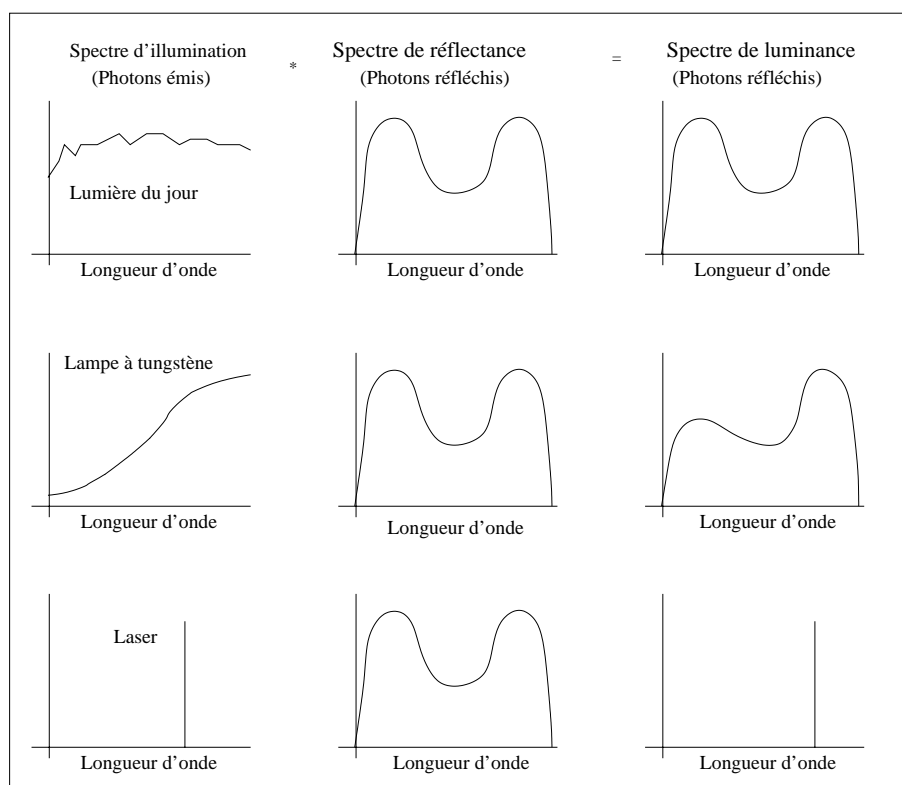 Spectre d'illumination
(Photons émis)
*
Spectre de réflectance
(Photons réfléchis)
=
Spectre de luminance
(Photons réfléchis)
Lumière du jour
Longueur d'onde
Longueur d'onde
Longueur d'onde
Lampe à tungstène
Longueur d'onde
Longueur d'onde
Longueur d'onde
Laser
Longueur d'onde
Longueur d'onde
Longueur d'onde